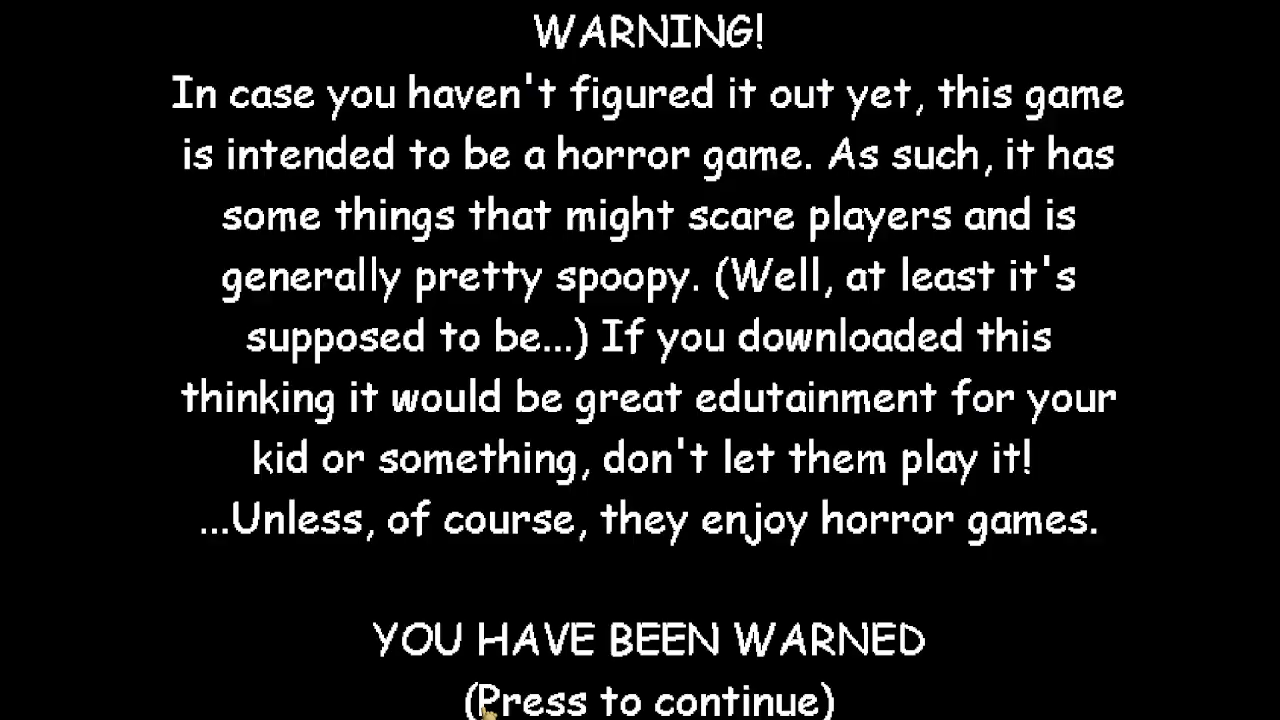 WARNING!
In case you haven't figured it out yet, this game
is intended to be a horror game. As such, it has
some things that might scare players and is
generally pretty spoopy. (Well, at least it's
supposed to be...) If you downloaded this
thinking it would be great edutainment for your
kid or something, don't let them play it!
...Unless, of course, they enjoy horror games.
YOU HAVE BEEN WARNED
(Press to continue)